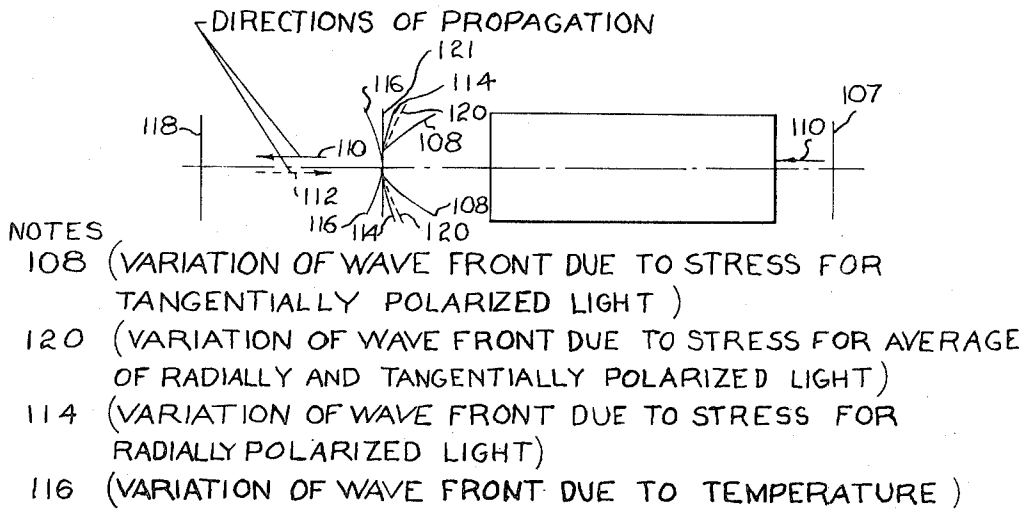 DIRECTIONS OF PROPAGATION
121
116 114
107
120
118 108 110
110
112
108
116 114 120
NOTES
108 (VARIATION OF WAVE FRONT DUE TO STRESS FOR
TANGENTIALLY POLARIZED LIGHT)
120 (VARIATION OF WAVE FRONT DUE TO STRESS FOR AVERAGE
OF RADIALLY AND TANGENTIALLY POLARIZED LIGHT)
114 (VARIATION OF WAVE FRONT DUE TO STRESS FOR
RADIALLY POLARIZED LIGHT)
116 (VARIATION OF WAVE FRONT DUE TO TEMPERATURE)